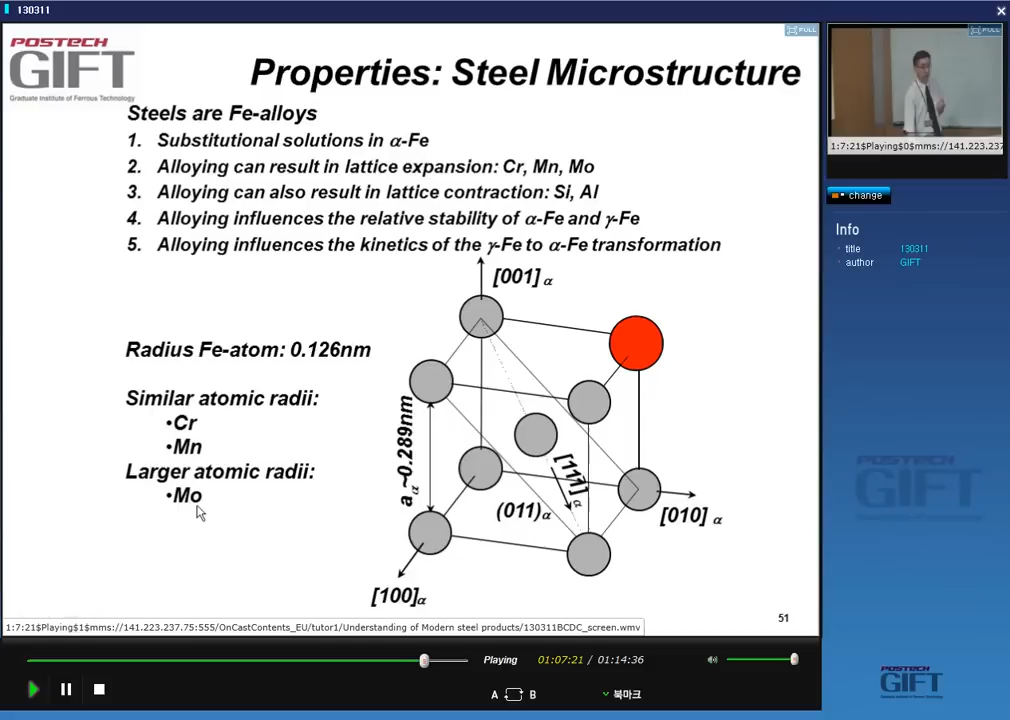 130311
POSTECH
GIFT
Graduate Institute of Ferrous Technology
Properties: Steel Microstructure
Steels are Fe-alloys
1. Substitutional solutions in α-Fe
2. Alloying can result in lattice expansion: Cr, Mn, Mo
3. Alloying can also result in lattice contraction: Si, Al
4. Alloying influences the relative stability of α-Fe and γ-Fe
5. Alloying influences the kinetics of the γ-Fe to α-Fe transformation
[001] α
Radius Fe-atom: 0.126nm
Similar atomic radii:
•Cr
•Mn
Larger atomic radii:
•Mo
aα~0.289nm
[111̄]α
(011)α
[010] α
[100]α
51
1:7:21$Playing$1$mms://141.223.237.75:555/OnCastContents_EU/tutor1/Understanding of Modern steel products/130311BCDC_screen.wmv
FULL
FULL
1:7:21$Playing$0$mms://141.223.237
change
Info
title 130311
author GIFT
POSTECH
GIFT
Playing 01:07:21 / 01:14:36
A B
북마크
POSTECH
GIFT